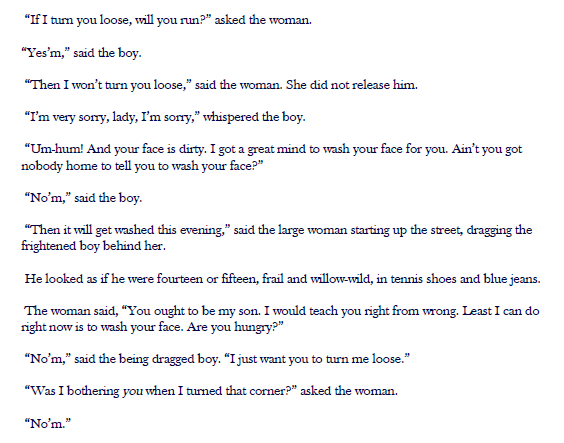 “If I turn you loose, will you run?” asked the woman.
“Yes’m,” said the boy.
“Then I won’t turn you loose,” said the woman. She did not release him.
“I’m very sorry, lady, I’m sorry,” whispered the boy.
“Um-hum! And your face is dirty. I got a great mind to wash your face for you. Ain’t you got
nobody home to tell you to wash your face?”
“No’m,” said the boy.
“Then it will get washed this evening,” said the large woman starting up the street, dragging the
frightened boy behind her.
He looked as if he were fourteen or fifteen, frail and willow-wild, in tennis shoes and blue jeans.
The woman said, “You ought to be my son. I would teach you right from wrong. Least I can do
right now is to wash your face. Are you hungry?”
“No’m,” said the being dragged boy. “I just want you to turn me loose.”
“Was I bothering you when I turned that corner?” asked the woman.
“No’m.”